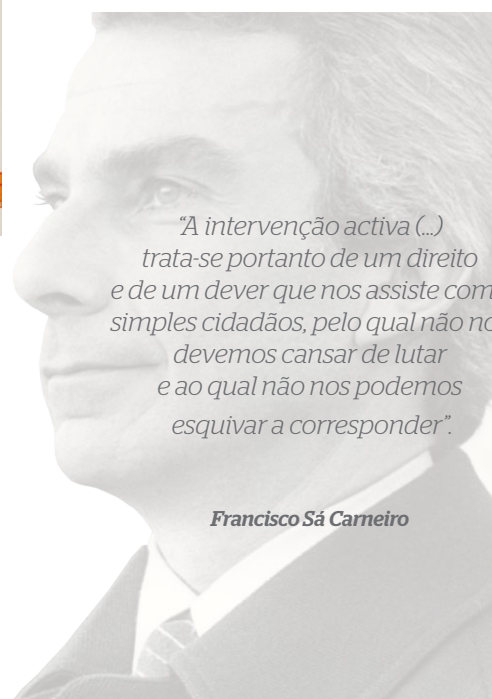 “A intervenção activa (...)
trata-se portanto de um direito
e de um dever que nos assiste com
simples cidadãos, pelo qual não no
devemos cansar de lutar
e ao qual não nos podemos
esquivar a corresponder”.
Francisco Sá Carneiro